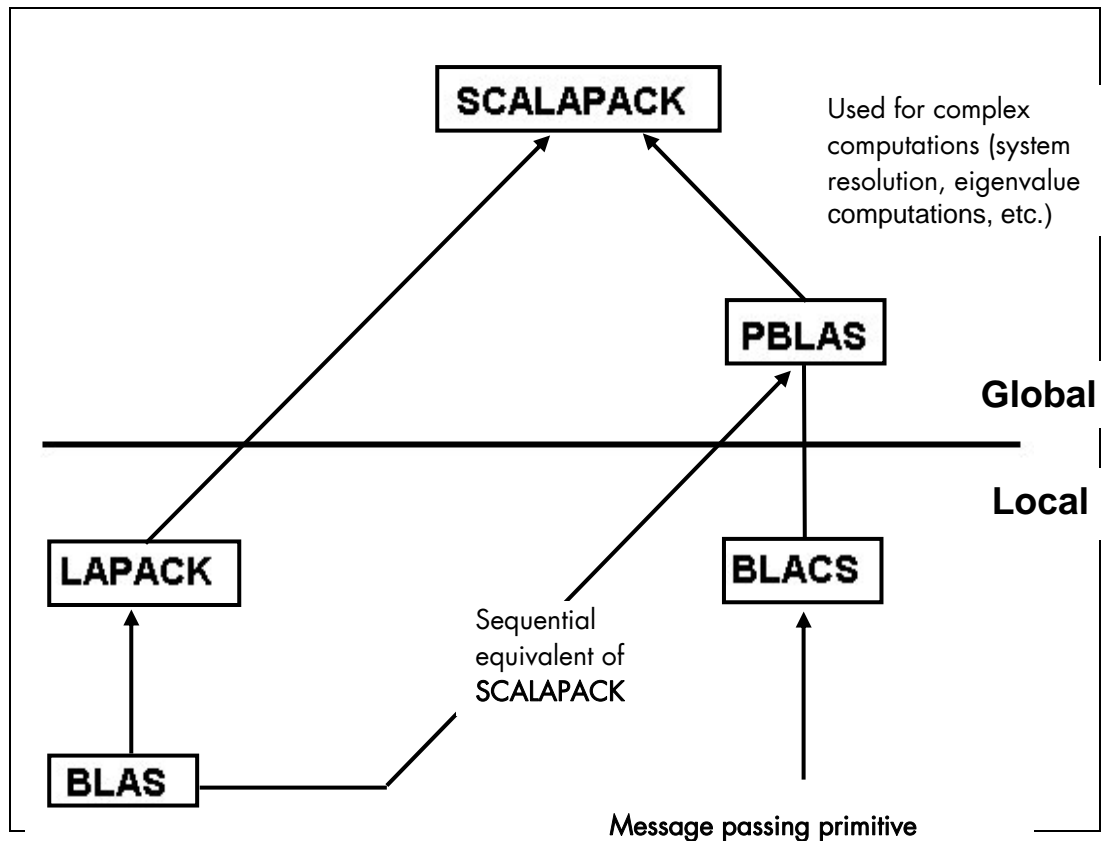 SCALAPACK
Used for complex
computations (system
resolution, eigenvalue
computations, etc.)
PBLAS
Global
Local
LAPACK
BLACS
Sequential
equivalent of
SCALAPACK
BLAS
Message passing primitive